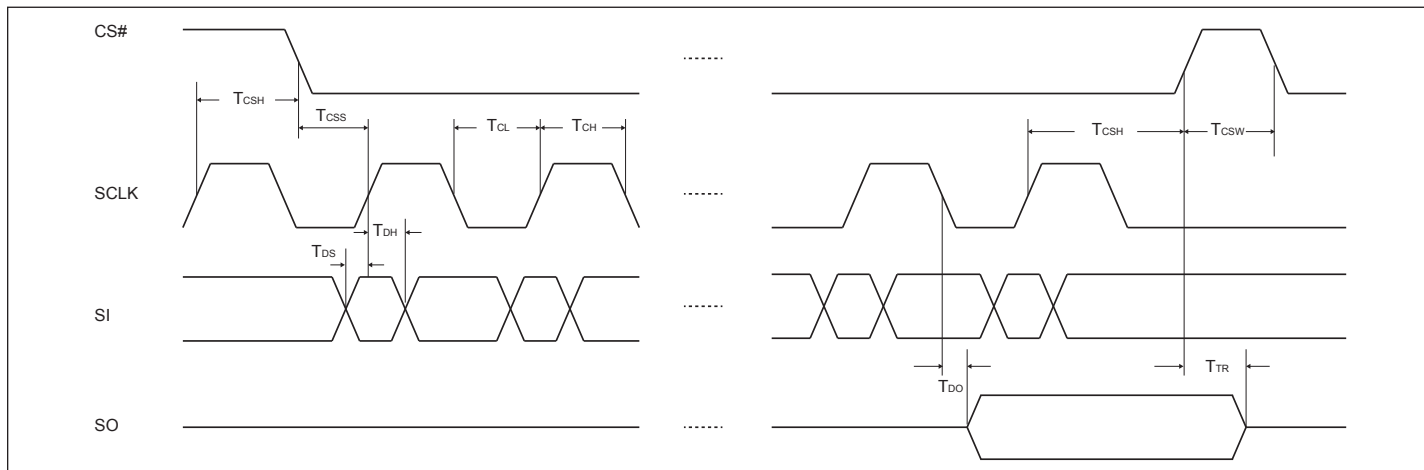 CS#
TCSH
TCSS
TCL
TCH
TCSH
TCSW
SCLK
TDH
TDS
SI
TDO
TTR
SO